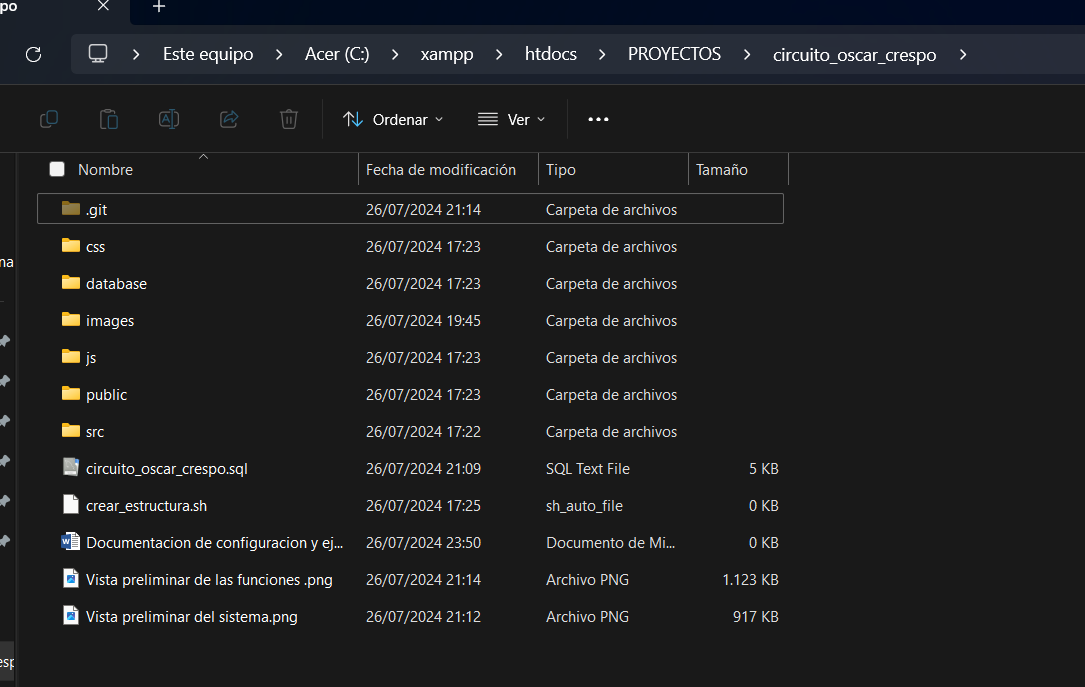 po
Este equipo > Acer (C:) > xampp > htdocs > PROYECTOS > circuito_oscar_crespo >
Ordenar Ver
Nombre Fecha de modificación Tipo Tamaño
.git 26/07/2024 21:14 Carpeta de archivos
css 26/07/2024 17:23 Carpeta de archivos
na
database 26/07/2024 17:23 Carpeta de archivos
images 26/07/2024 19:45 Carpeta de archivos
js 26/07/2024 17:23 Carpeta de archivos
public 26/07/2024 17:23 Carpeta de archivos
src 26/07/2024 17:22 Carpeta de archivos
circuito_oscar_crespo.sql 26/07/2024 21:09 SQL Text File 5 KB
crear_estructura.sh 26/07/2024 17:25 sh_auto_file 0 KB
Documentacion de configuracion y ej... 26/07/2024 23:50 Documento de Mi... 0 KB
Vista preliminar de las funciones .png 26/07/2024 21:14 Archivo PNG 1.123 KB
Vista preliminar del sistema.png 26/07/2024 21:12 Archivo PNG 917 KB
esp